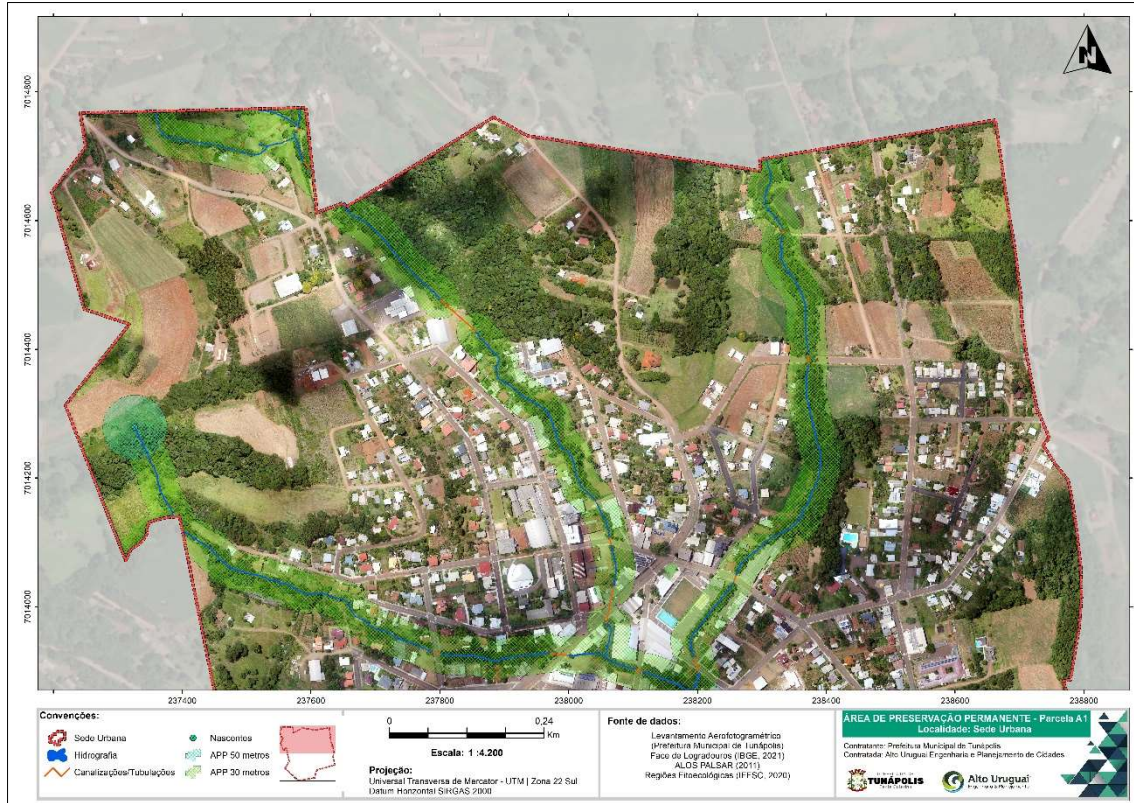 N
7014800
7014600
7014400
7014200
7014000
237400
237600
237800
238000
238200
238400
238600
238800
Convenções:
Sede Urbana
Hidrografia
Canalizações/Tubulações
Nascentes
APP 50 metros
APP 30 metros
0 0,24
Km
Escala: 1:4.200
Projeção:
Universal Transversa de Mercator - UTM | Zona 22 Sul
Datum Horizontal SIRGAS 2000
Fonte de dados:
Levantamento Aerofotogramétrico
(Prefeitura Municipal de Tunápolis)
Face de Logradouros (IBGE, 2021)
ALOS PALSAR (2011)
Regiões Fitoecológicas (IFFSC, 2020)
ÁREA DE PRESERVAÇÃO PERMANENTE - Parcela A1
Localidade: Sede Urbana
Contratante: Prefeitura Municipal de Tunápolis
Contratada: Alto Uruguai Engenharia e Planejamento de Cidades
TUNÁPOLIS
Alto Uruguai